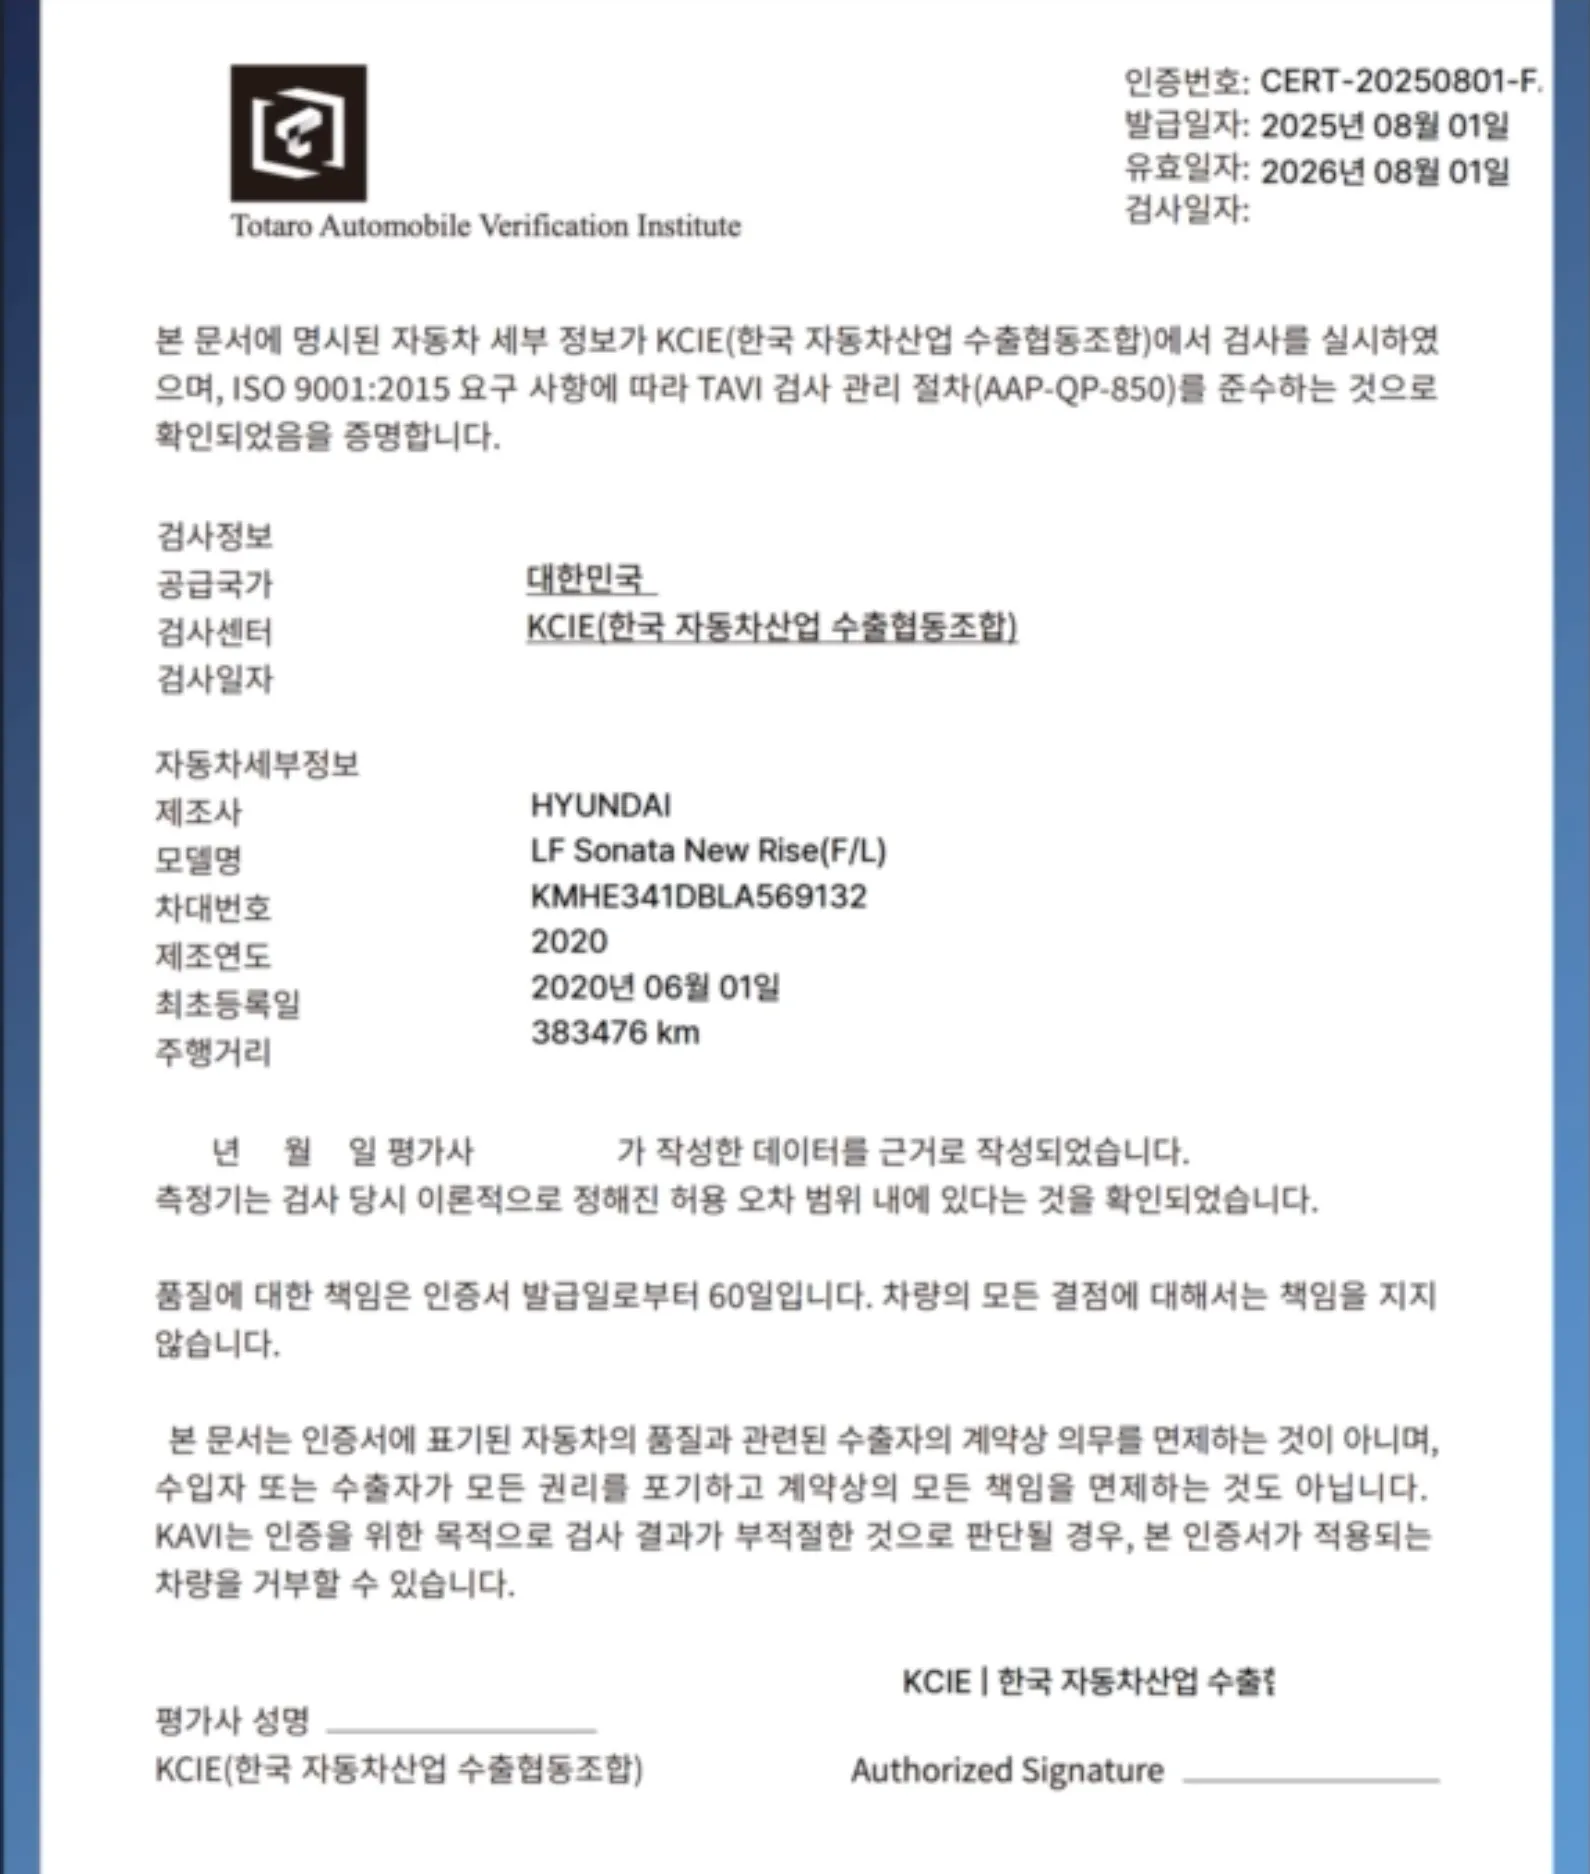 Totaro Automobile Verification Institute
인증번호: CERT-20250801-F.
발급일자: 2025년 08월 01일
유효일자: 2026년 08월 01일
검사일자:
본 문서에 명시된 자동차 세부 정보가 KCIE(한국 자동차산업 수출협동조합)에서 검사를 실시하였
으며, ISO 9001:2015 요구 사항에 따라 TAVI 검사 관리 절차(AAP-QP-850)를 준수하는 것으로
확인되었음을 증명합니다.
검사정보
공급국가 대한민국
검사센터 KCIE(한국 자동차산업 수출협동조합)
검사일자
자동차세부정보
제조사 HYUNDAI
모델명 LF Sonata New Rise(F/L)
차대번호 KMHE341DBLA569132
제조연도 2020
최초등록일 2020년 06월 01일
주행거리 383476 km
년 월 일 평가사 가 작성한 데이터를 근거로 작성되었습니다.
측정기는 검사 당시 이론적으로 정해진 허용 오차 범위 내에 있다는 것을 확인되었습니다.
품질에 대한 책임은 인증서 발급일로부터 60일입니다. 차량의 모든 결점에 대해서는 책임을 지지
않습니다.
본 문서는 인증서에 표기된 자동차의 품질과 관련된 수출자의 계약상 의무를 면제하는 것이 아니며,
수입자 또는 수출자가 모든 권리를 포기하고 계약상의 모든 책임을 면제하는 것도 아닙니다.
KAVI는 인증을 위한 목적으로 검사 결과가 부적절한 것으로 판단될 경우, 본 인증서가 적용되는
차량을 거부할 수 있습니다.
KCIE | 한국 자동차산업 수출
평가사 성명
KCIE(한국 자동차산업 수출협동조합)
Authorized Signature